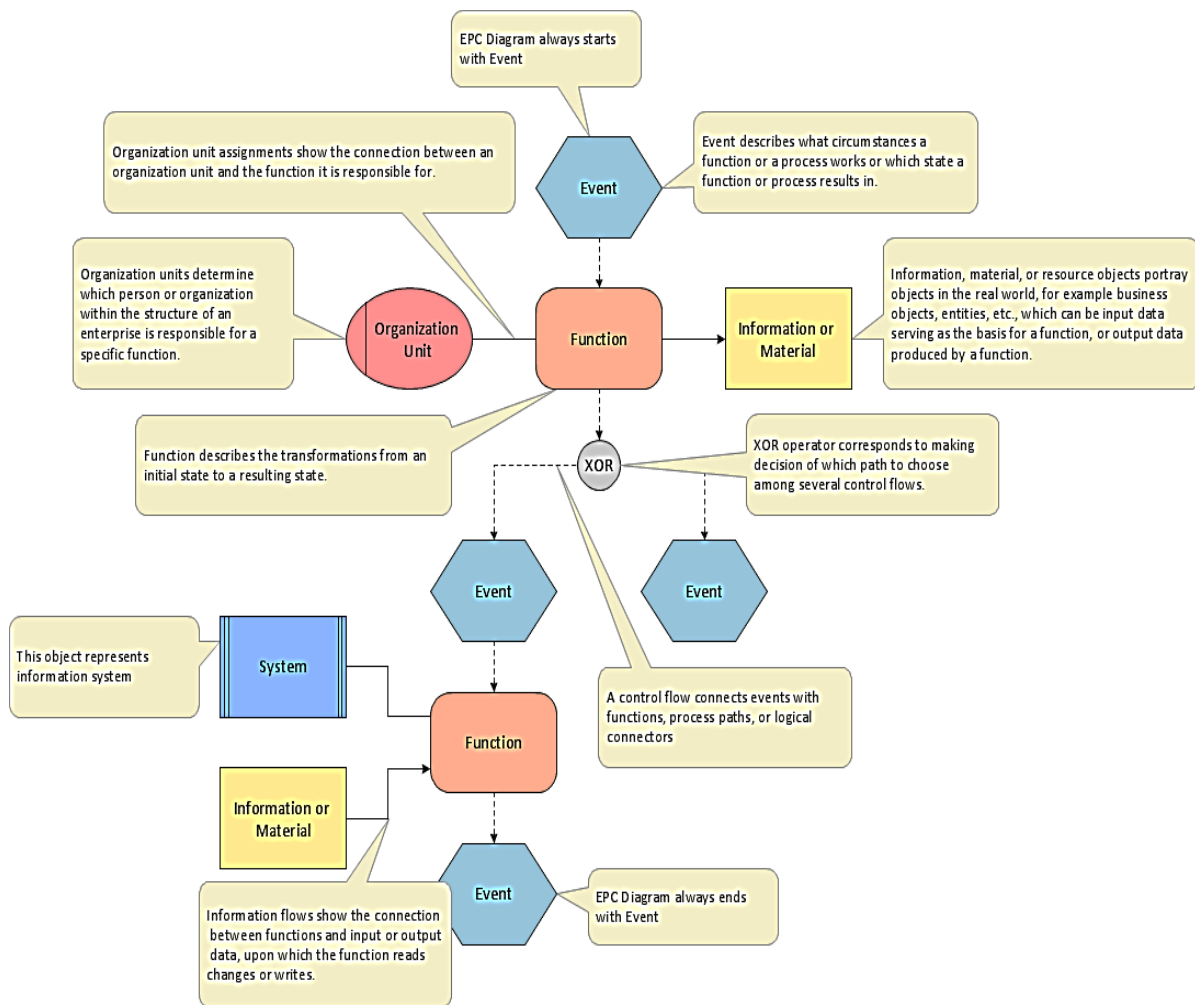 EPC Diagram always starts
with Event
Organization unit assignments show the connection between an
organization unit and the function it is responsible for.
Event
Event describes what circumstances a
function or a process works or which state a
function or process results in.
Organization units determine
which person or organization
within the structure of an
enterprise is responsible for a
specific function.
Organization
Unit
Function
Information or
Material
Information, material, or resource objects portray
objects in the real world, for example business
objects, entities, etc., which can be input data
serving as the basis for a function, or output data
produced by a function.
Function describes the transformations from an
initial state to a resulting state.
XOR
XOR operator corresponds to making
decision of which path to choose
among several control flows.
Event
Event
This object represents
information system
System
A control flow connects events with
functions, process paths, or logical
connectors
Function
Information or
Material
Event
EPC Diagram always ends
with Event
Information flows show the connection
between functions and input or output
data, upon which the function reads
changes or writes.